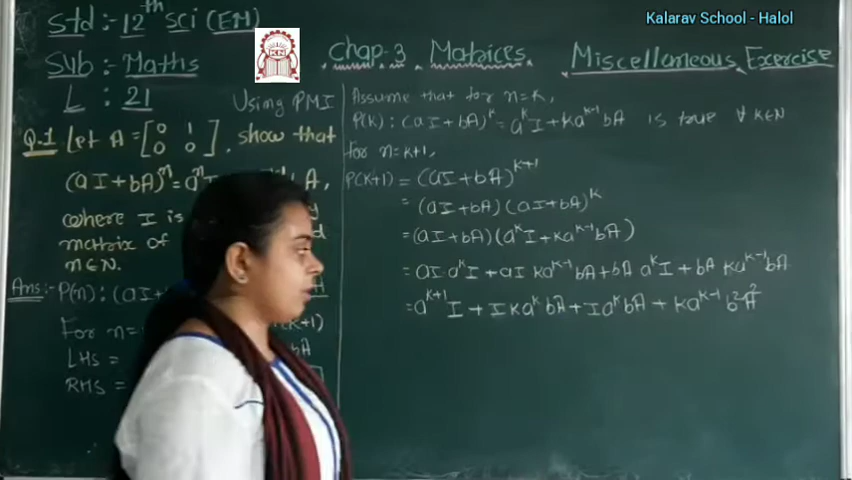 Kalarav School - Halol
Std :- 12th Sci (EM)
KN
Chap-3 Matrices Miscellaneous Exercise
Sub :- Maths
L : 21
Using PMI
Q.1 Let A = [0 1
0 0], show that
(aI+bA)^n = a^n I
where I is
matrix of
n∈N.
Ans:- P(n): (aI+
For n=
LHS =
RHS =
Assume that for n=k,
P(k): (aI+bA)^k = a^k I + ka^(k-1) bA is true ∀ k∈N
For n=k+1,
P(k+1) = (aI+bA)^(k+1)
= (aI+bA)(aI+bA)^k
= (aI+bA)(a^k I + ka^(k-1) bA)
= aI·a^k I + aI ka^(k-1) bA + bA a^k I + bA ka^(k-1) bA
= a^(k+1) I + I ka^k bA + I a^k bA + ka^(k-1) b² A²